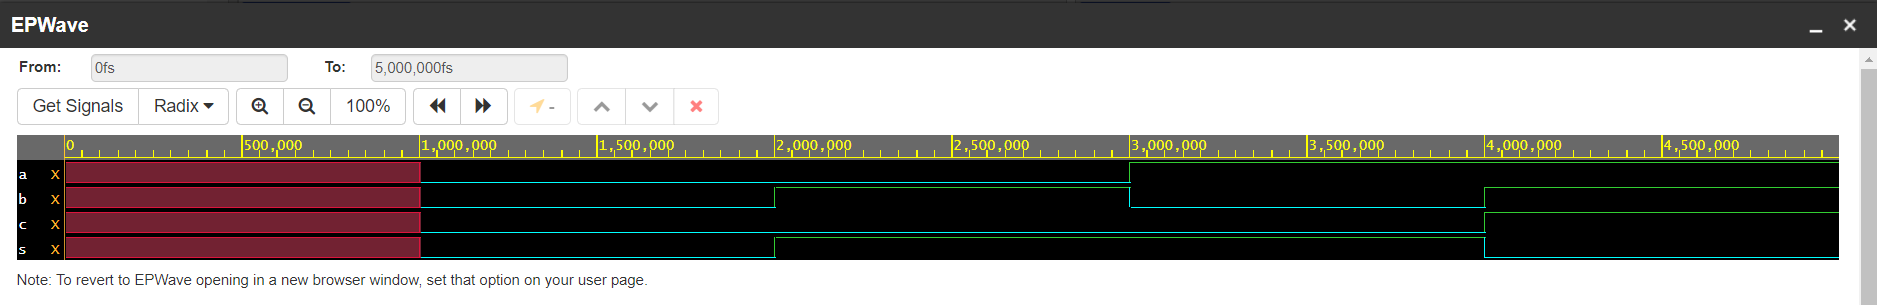 EPWave
From: 0fs To: 5,000,000fs
Get Signals Radix 100% -
0 500,000 1,000,000 1,500,000 2,000,000 2,500,000 3,000,000 3,500,000 4,000,000 4,500,000
a X
b X
c X
s X
Note: To revert to EPWave opening in a new browser window, set that option on your user page.